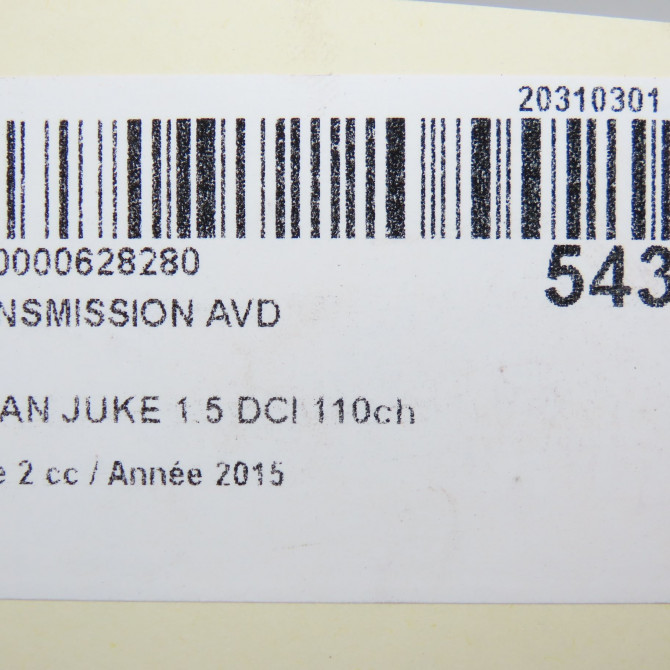 20310301
0000628280
543
NSMISSION AVD
AN JUKE 1.5 DCI 110ch
e 2 cc / Année 2015